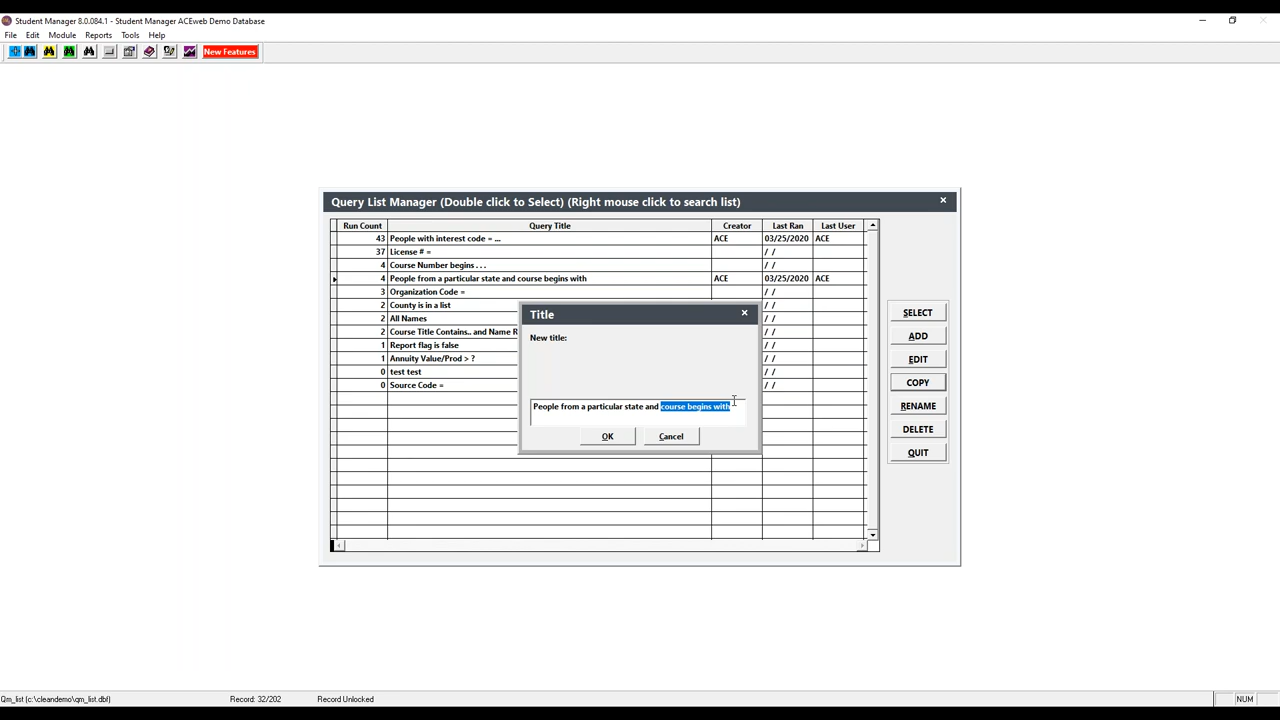 Student Manager 8.0.084.1 - Student Manager ACEweb Demo Database
File Edit Module Reports Tools Help
New Features
Query List Manager (Double click to Select) (Right mouse click to search list)
Run Count Query Title Creator Last Ran Last User
43 People with interest code = ... ACE 03/25/2020 ACE
37 License # = / /
4 Course Number begins . . . / /
4 People from a particular state and course begins with ACE 03/25/2020 ACE
3 Organization Code = / /
2 County is in a list / /
2 All Names / /
2 Course Title Contains.. and Name R / /
1 Report flag is false / /
1 Annuity Value/Prod > ? / /
0 test test / /
0 Source Code = / /
Title
New title:
People from a particular state and course begins with
OK Cancel
SELECT
ADD
EDIT
COPY
RENAME
DELETE
QUIT
Qm_list (c:\cleandemo\qm_list.dbf) Record: 32/202 Record Unlocked NUM